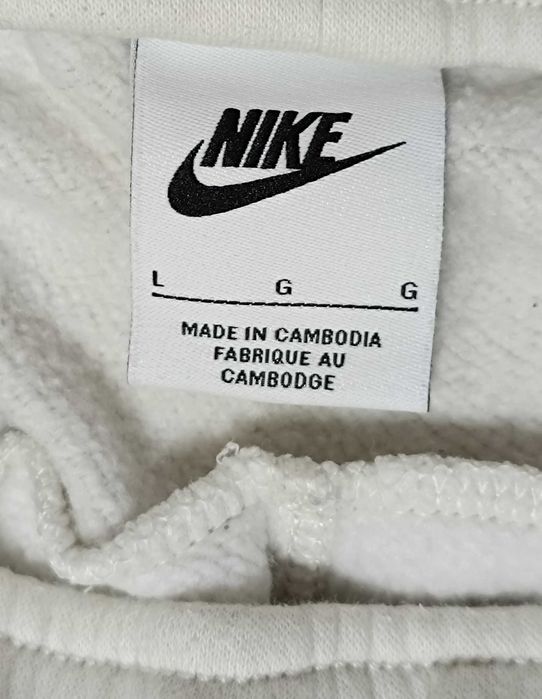 NIKE
L G G
MADE IN CAMBODIA
FABRIQUE AU
CAMBODGE